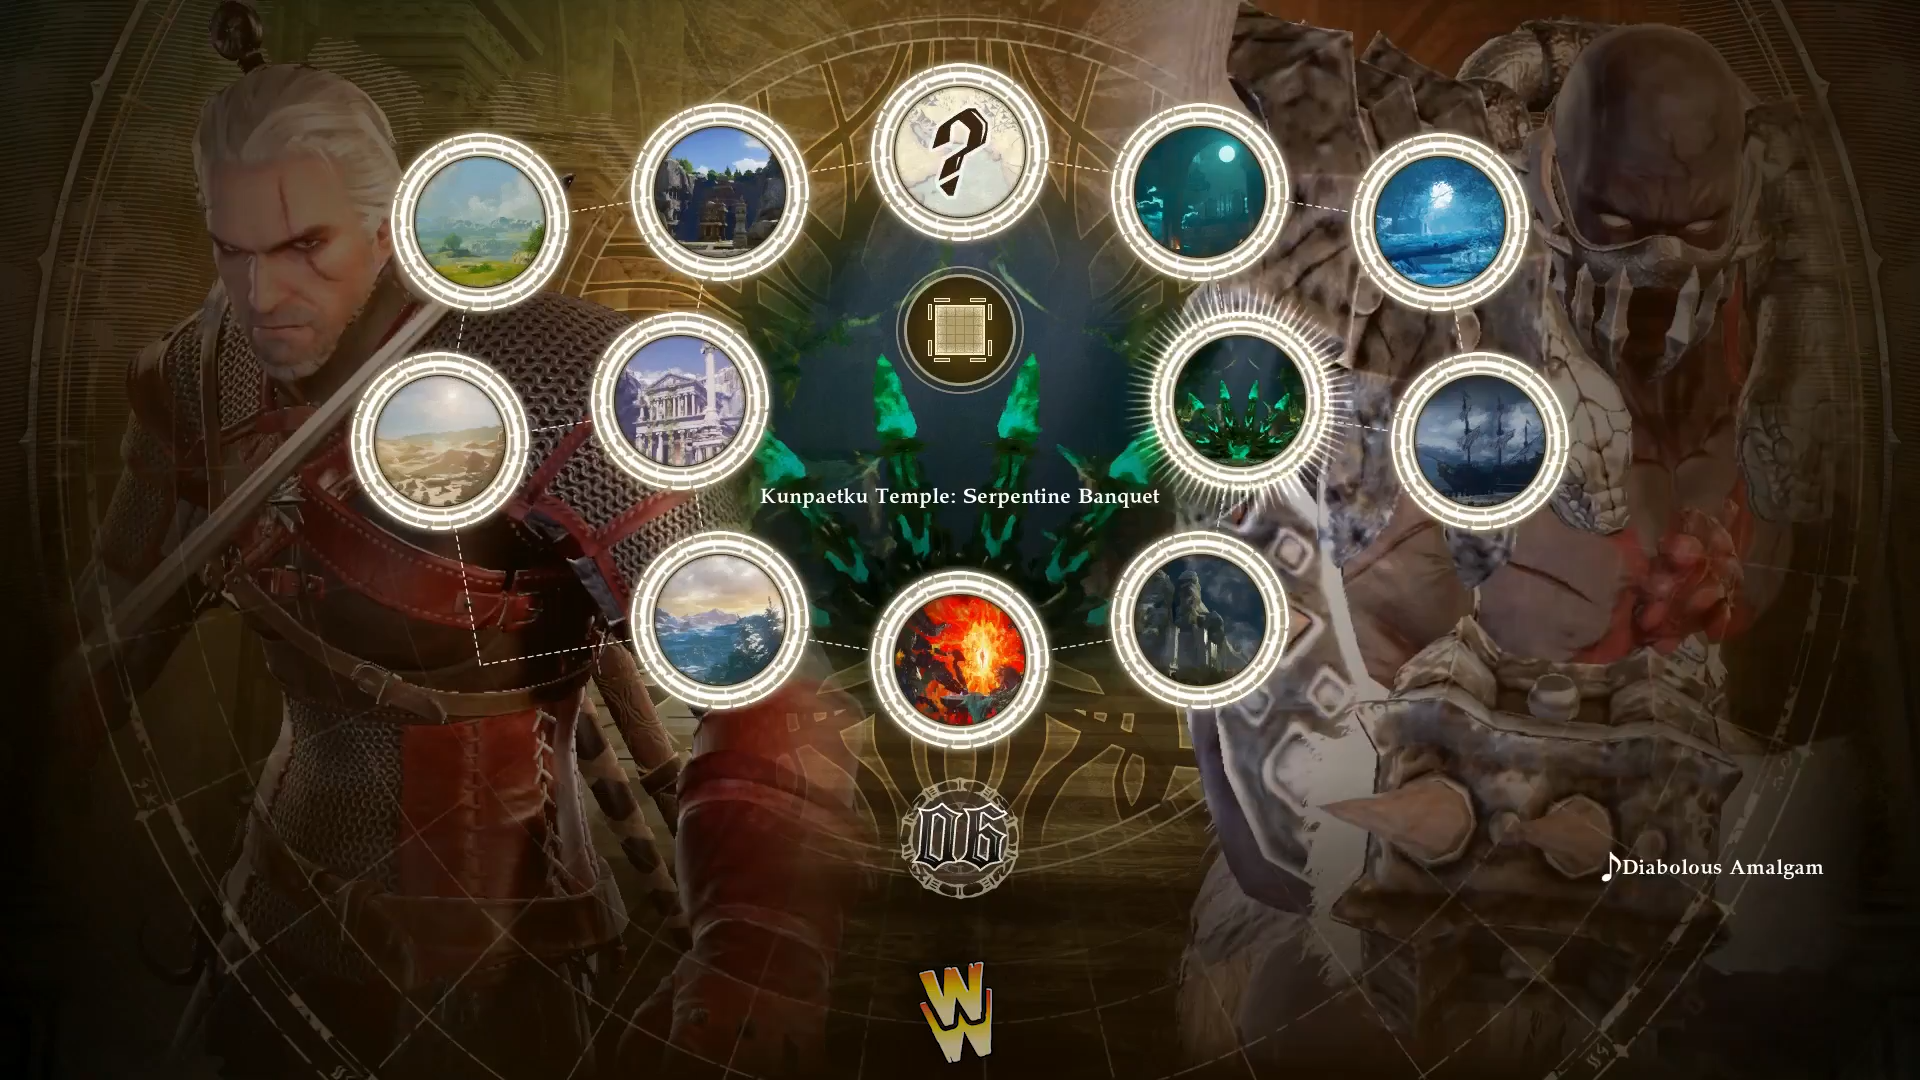 ?
Kunpaetku Temple: Serpentine Banquet
06
♪Diabolous Amalgam
W
W